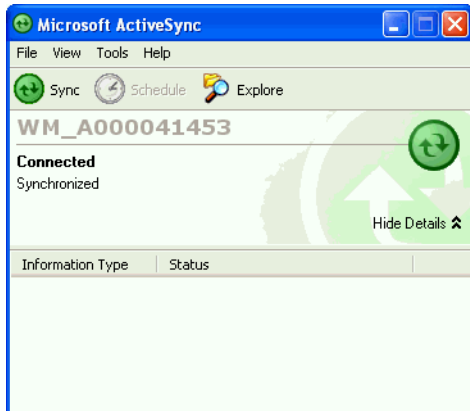 Microsoft ActiveSync
File View Tools Help
Sync Schedule Explore
WM_A000041453
Connected
Synchronized
Hide Details
Information Type Status